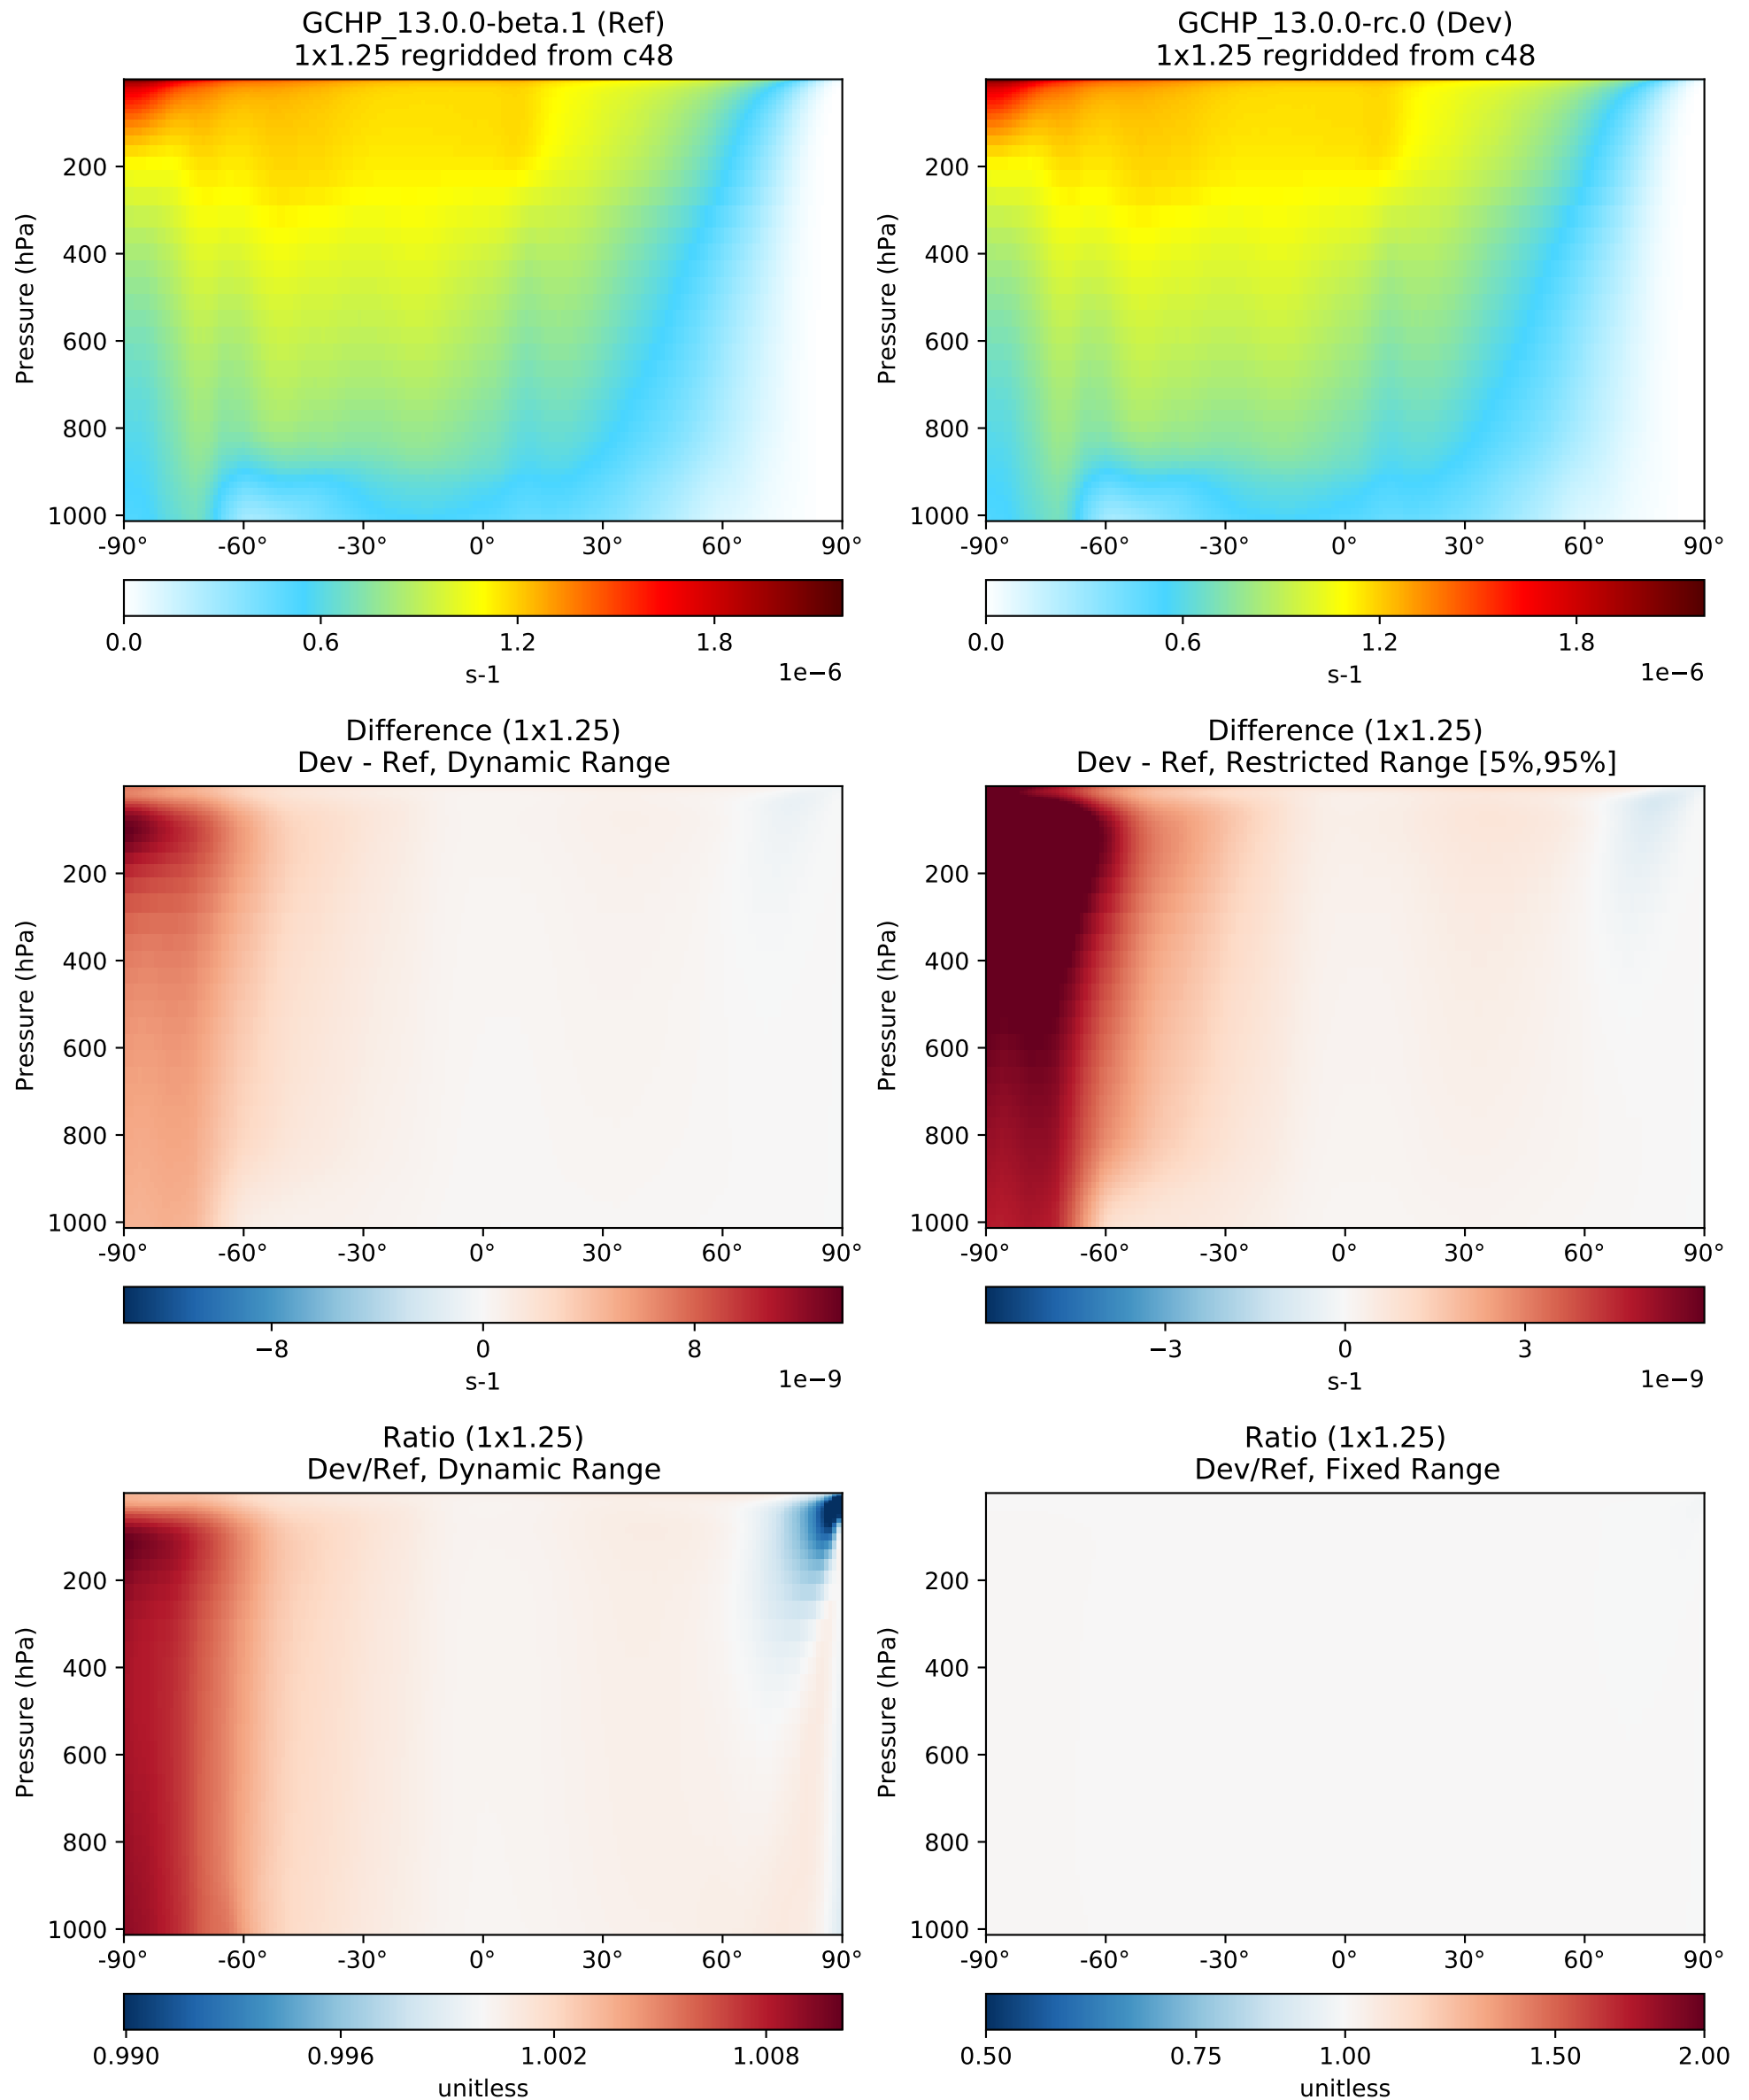 GCHP_13.0.0-beta.1 (Ref)
1x1.25 regridded from c48
Pressure (hPa)
200
400
600
800
1000
-90° -60° -30° 0° 30° 60° 90°
0.0 0.6 1.2 1.8
s-1
1e−6
GCHP_13.0.0-rc.0 (Dev)
1x1.25 regridded from c48
Pressure (hPa)
200
400
600
800
1000
-90° -60° -30° 0° 30° 60° 90°
0.0 0.6 1.2 1.8
s-1
1e−6
Difference (1x1.25)
Dev - Ref, Dynamic Range
Pressure (hPa)
200
400
600
800
1000
-90° -60° -30° 0° 30° 60° 90°
−8 0 8
s-1
1e−9
Difference (1x1.25)
Dev - Ref, Restricted Range [5%,95%]
Pressure (hPa)
200
400
600
800
1000
-90° -60° -30° 0° 30° 60° 90°
−3 0 3
s-1
1e−9
Ratio (1x1.25)
Dev/Ref, Dynamic Range
Pressure (hPa)
200
400
600
800
1000
-90° -60° -30° 0° 30° 60° 90°
0.990 0.996 1.002 1.008
unitless
Ratio (1x1.25)
Dev/Ref, Fixed Range
Pressure (hPa)
200
400
600
800
1000
-90° -60° -30° 0° 30° 60° 90°
0.50 0.75 1.00 1.50 2.00
unitless